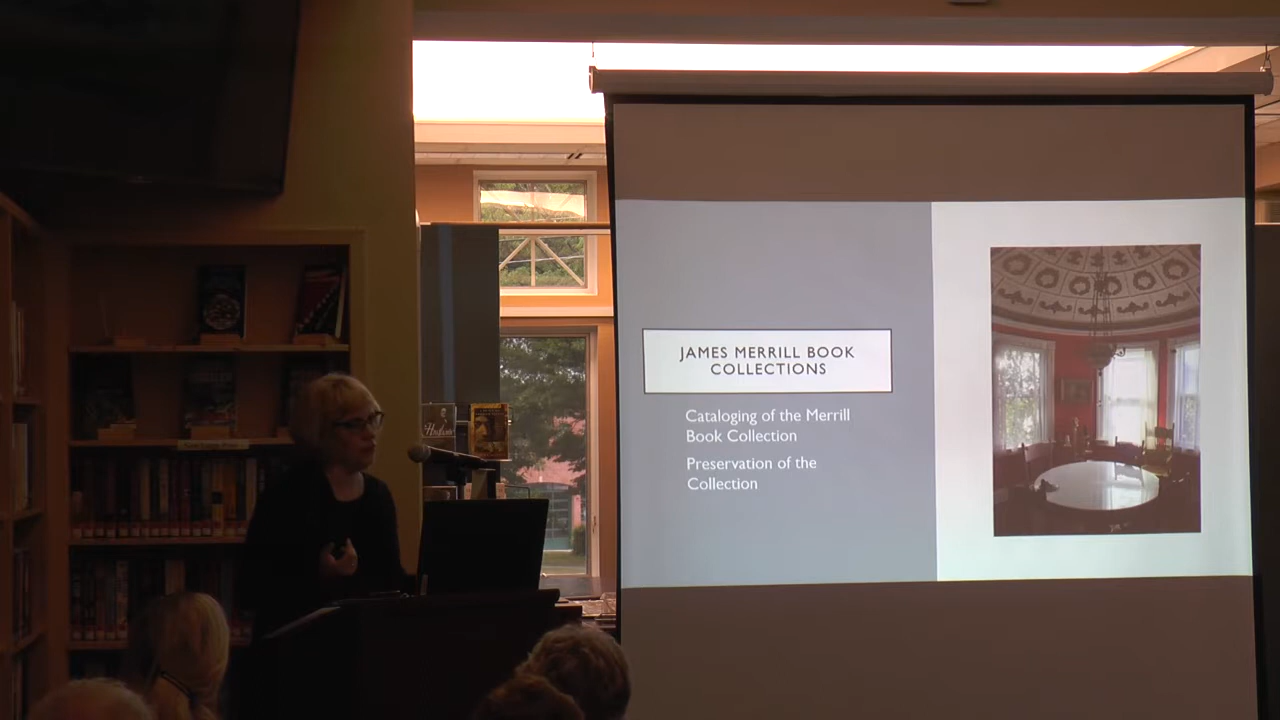 JAMES MERRILL BOOK
COLLECTIONS
Cataloging of the Merrill
Book Collection
Preservation of the
Collection